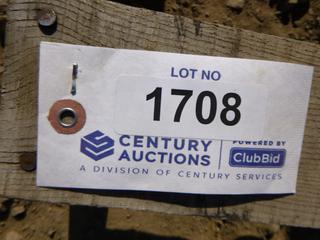 LOT NO
1708
CENTURY
AUCTIONS
POWERED BY
ClubBid
A DIVISION OF CENTURY SERVICES